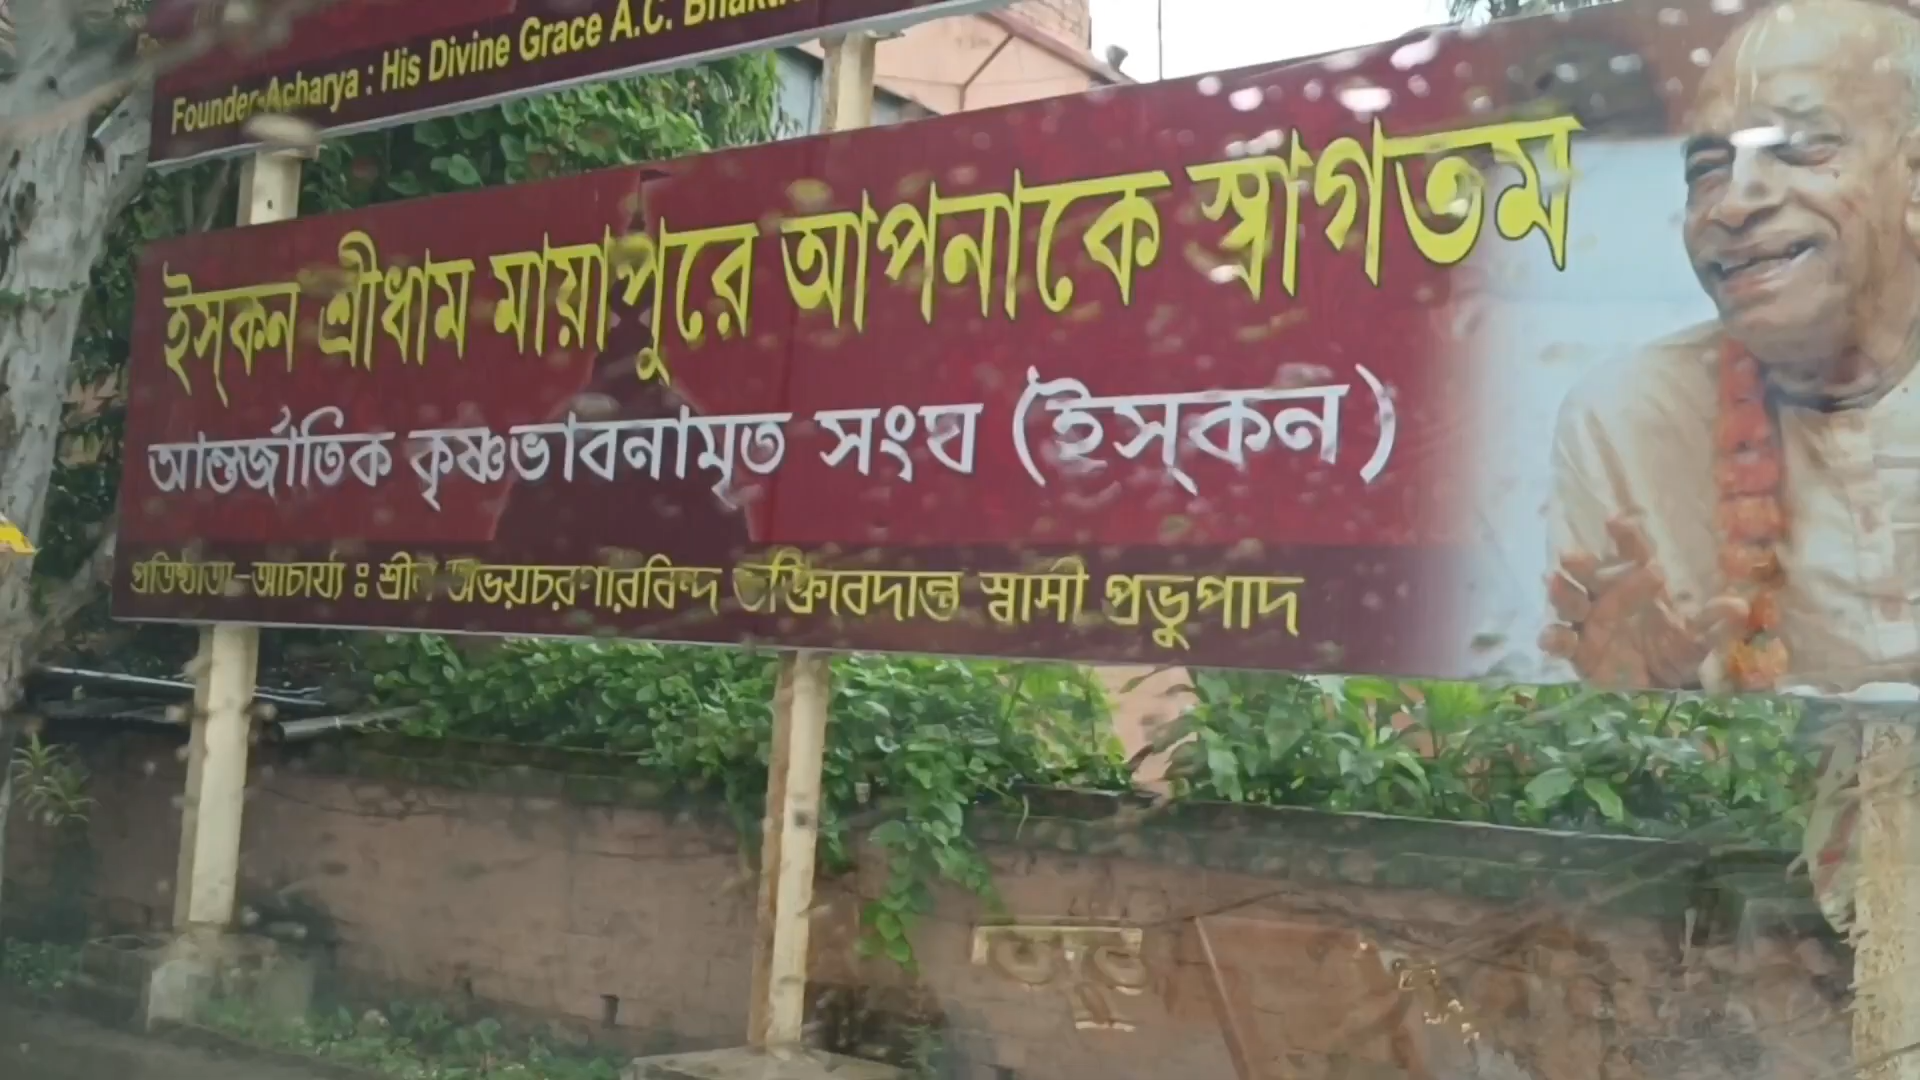 Founder-Acharya : His Divine Grace A.C.
ইস্‌কন শ্রীধাম মায়াপুরে আপনাকে স্বাগতম
আন্তর্জাতিক কৃষ্ণভাবনামৃত সংঘ (ইস্‌কন)
প্রতিষ্ঠাতা-আচার্য্য ঃ শ্রীল অভয়চরণারবিন্দ ভক্তিবেদান্ত স্বামী প্রভুপাদ